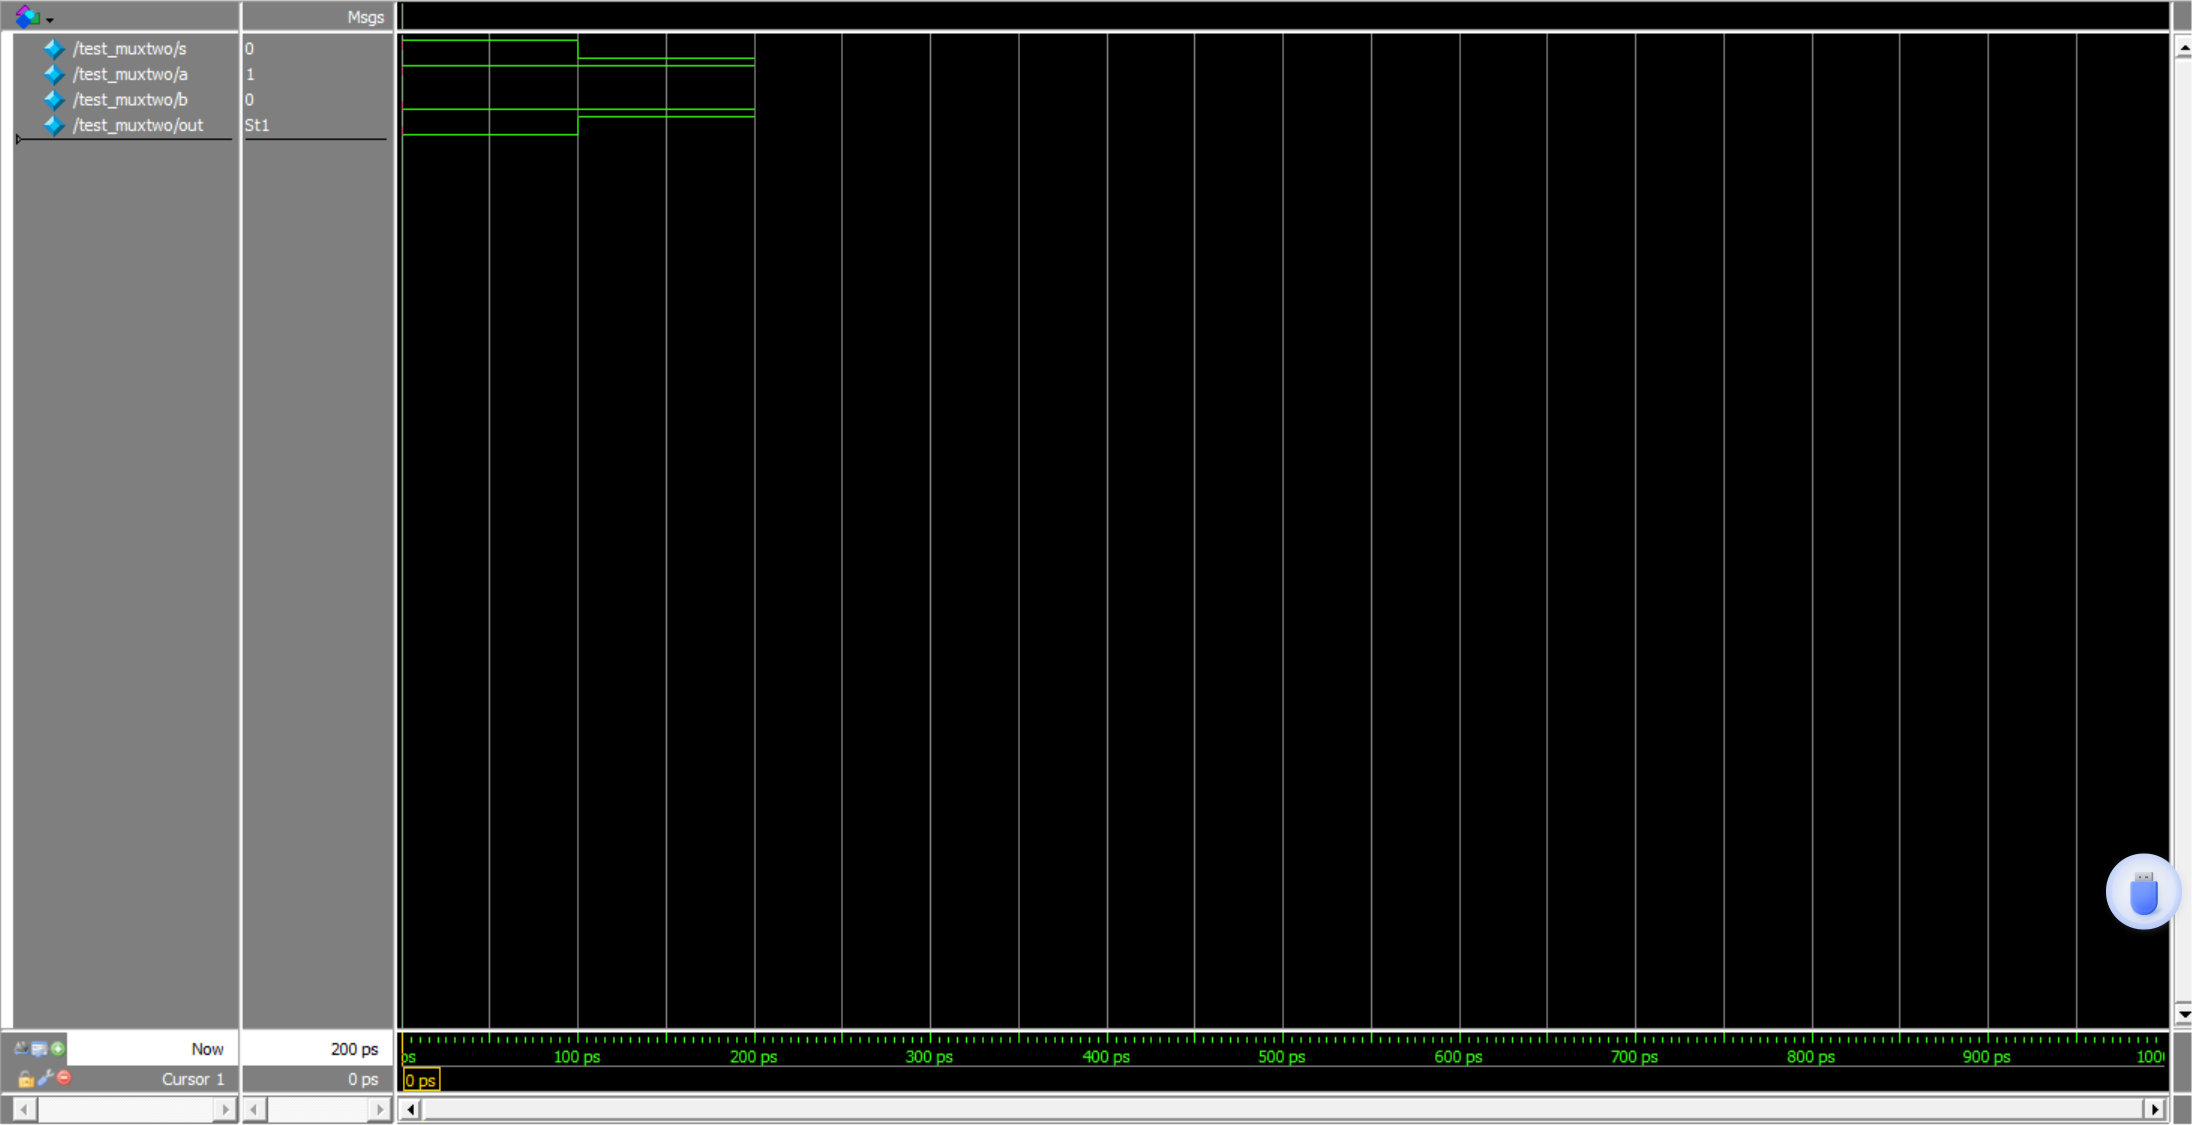 Msgs
/test_muxtwo/s 0
/test_muxtwo/a 1
/test_muxtwo/b 0
/test_muxtwo/out St1
Now 200 ps ps 100 ps 200 ps 300 ps 400 ps 500 ps 600 ps 700 ps 800 ps 900 ps 100
Cursor 1 0 ps 0 ps